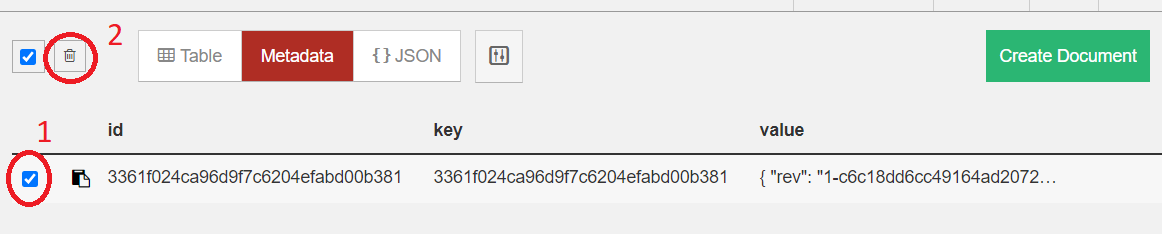 2
Table Metadata {} JSON Create Document
1
id key value
3361f024ca96d9f7c6204efabd00b381 3361f024ca96d9f7c6204efabd00b381 { "rev": "1-c6c18dd6cc49164ad2072…